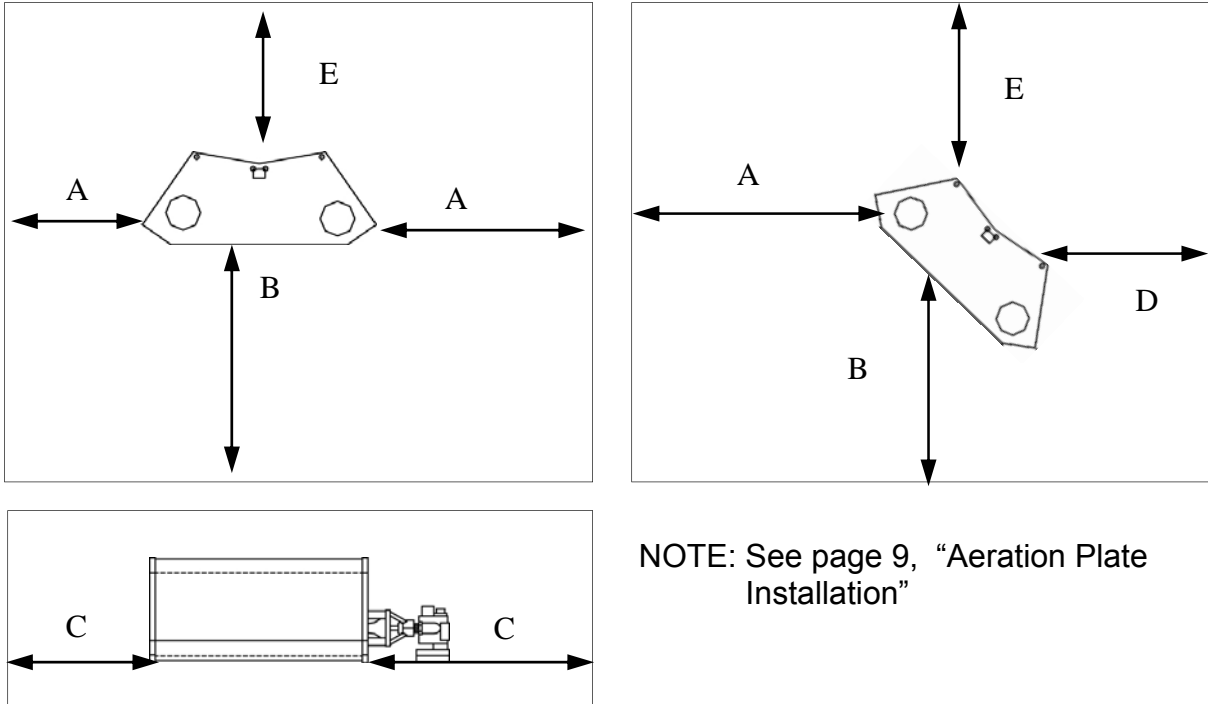 E
A
A
B
E
A
D
B
C
C
NOTE: See page 9, “Aeration Plate
Installation”